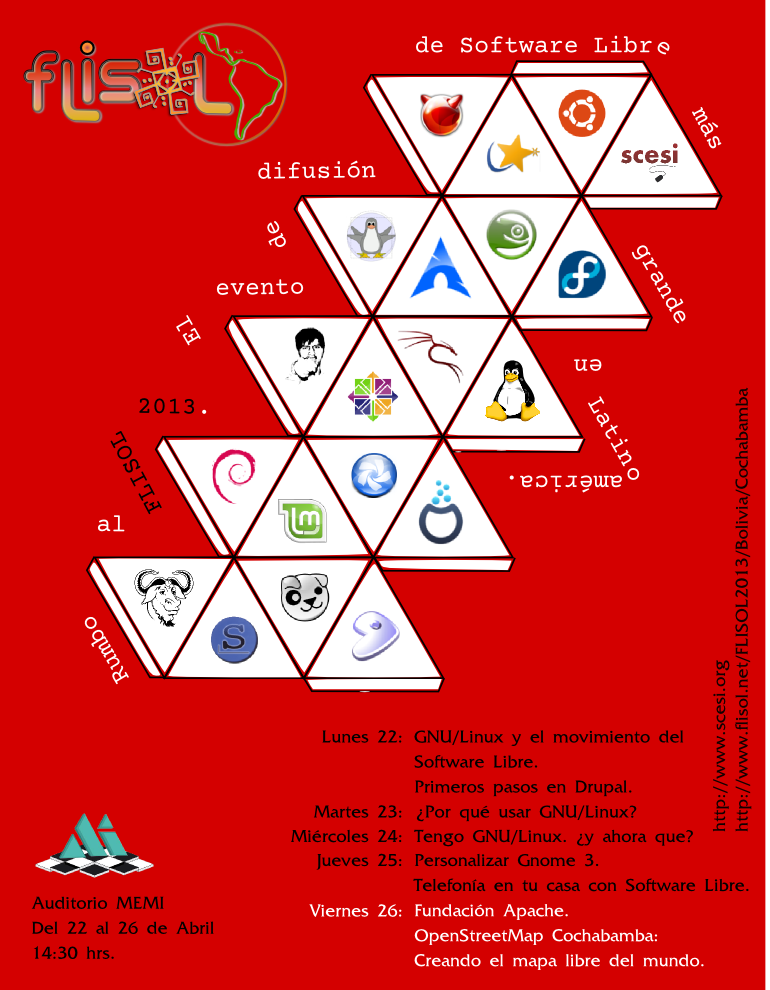 flisol
de Software Libre
más
scesi
difusión
de
grande
evento
El
en
2013.
Latino
FLISOL
américa.
al
lm
Rumbo
S
http://www.scesi.org
http://www.flisol.net/FLISOL2013/Bolivia/Cochabamba
Lunes 22: GNU/Linux y el movimiento del
Software Libre.
Primeros pasos en Drupal.
Martes 23: ¿Por qué usar GNU/Linux?
Miércoles 24: Tengo GNU/Linux. ¿y ahora que?
Jueves 25: Personalizar Gnome 3.
Telefonía en tu casa con Software Libre.
Viernes 26: Fundación Apache.
OpenStreetMap Cochabamba:
Creando el mapa libre del mundo.
Auditorio MEMI
Del 22 al 26 de Abril
14:30 hrs.